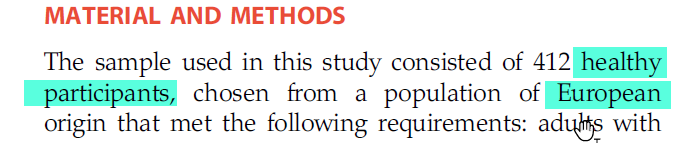 MATERIAL AND METHODS
The sample used in this study consisted of 412 healthy
participants, chosen from a population of European
origin that met the following requirements: adults with